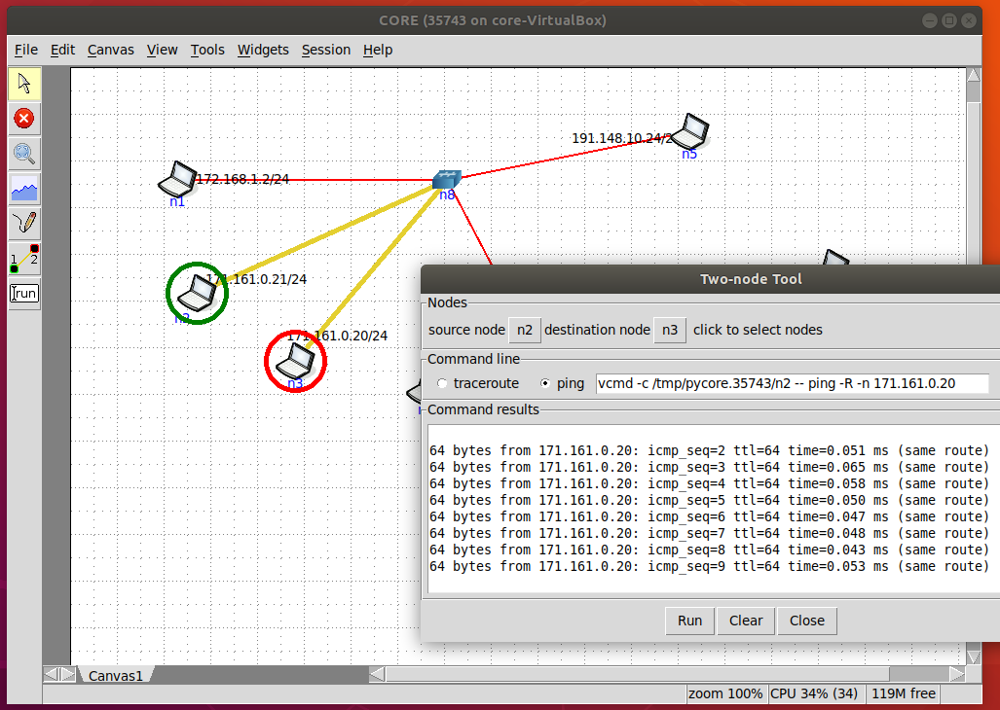 CORE (35743 on core-VirtualBox)
File Edit Canvas View Tools Widgets Session Help
191.148.10.24/2
n5
172.168.1.2/24
n1
n8
171.161.0.21/24
n2
171.161.0.20/24
n3
1 2
run
Two-node Tool
Nodes
source node n2 destination node n3 click to select nodes
Command line
traceroute ping vcmd -c /tmp/pycore.35743/n2 -- ping -R -n 171.161.0.20
Command results
64 bytes from 171.161.0.20: icmp_seq=2 ttl=64 time=0.051 ms (same route)
64 bytes from 171.161.0.20: icmp_seq=3 ttl=64 time=0.065 ms (same route)
64 bytes from 171.161.0.20: icmp_seq=4 ttl=64 time=0.058 ms (same route)
64 bytes from 171.161.0.20: icmp_seq=5 ttl=64 time=0.050 ms (same route)
64 bytes from 171.161.0.20: icmp_seq=6 ttl=64 time=0.047 ms (same route)
64 bytes from 171.161.0.20: icmp_seq=7 ttl=64 time=0.048 ms (same route)
64 bytes from 171.161.0.20: icmp_seq=8 ttl=64 time=0.043 ms (same route)
64 bytes from 171.161.0.20: icmp_seq=9 ttl=64 time=0.053 ms (same route)
Run Clear Close
Canvas1
zoom 100% CPU 34% (34) 119M free